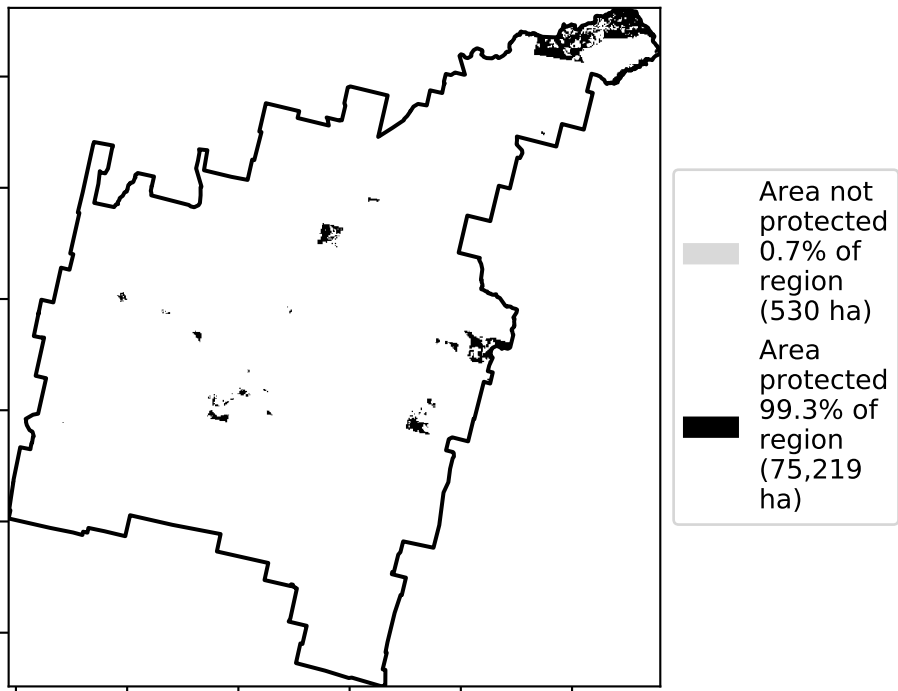 Area not
protected
0.7% of
region
(530 ha)
Area
protected
99.3% of
region
(75,219
ha)